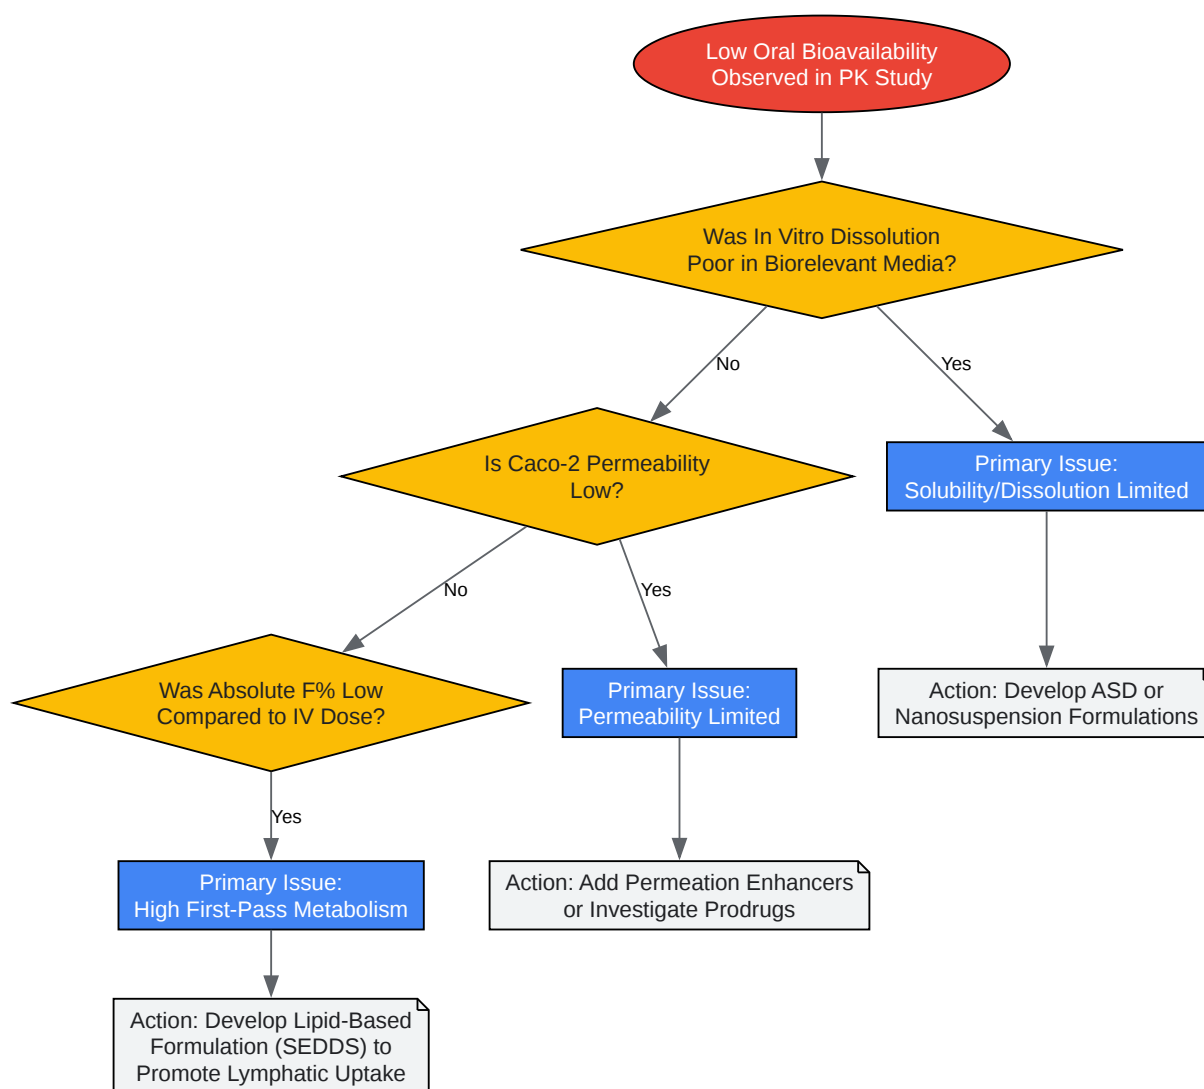 Low Oral Bioavailability
Observed in PK Study
Was In Vitro Dissolution
Poor in Biorelevant Media?
No
Yes
Is Caco-2 Permeability
Low?
Primary Issue:
Solubility/Dissolution Limited
No
Yes
Was Absolute F% Low
Compared to IV Dose?
Primary Issue:
Permeability Limited
Action: Develop ASD or
Nanosuspension Formulations
Yes
Primary Issue:
High First-Pass Metabolism
Action: Add Permeation Enhancers
or Investigate Prodrugs
Action: Develop Lipid-Based
Formulation (SEDDS) to
Promote Lymphatic Uptake